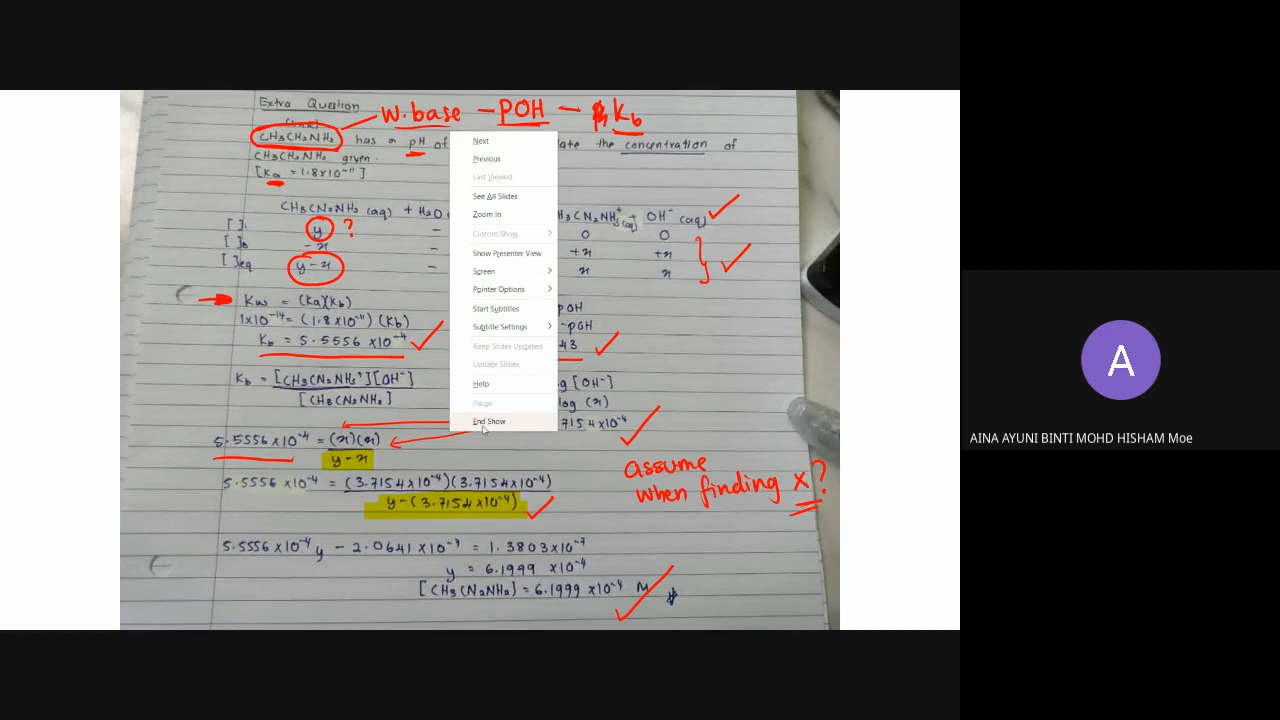 Extra Question
w.base - POH - Kb
(base)
CH3CH2NH2 has a pH of late the concentration of
CH3CH2NH2 given.
[Ka = 1.8x10⁻¹¹]
CH3CH2NH2 (aq) + H2O H3CH2NH3⁺(aq) + OH⁻ (aq)
[ ]i y ? - 0 0
[ ]Δ -x +x +x
[ ]eq y-x - x x
Kw = (Ka)(Kb) pOH
1x10⁻¹⁴ = (1.8x10⁻¹¹) (Kb) -pOH
Kb = 5.5556 x10⁻⁴ 43
Kb = [CH3CH2NH3⁺][OH⁻] g [OH⁻]
[CH3CH2NH2] log (x)
7154x10⁻⁴
5.5556x10⁻⁴ = (x)(x)
y-x
assume
when finding x?
5.5556 x10⁻⁴ = (3.7154x10⁻⁴)(3.7154x10⁻⁴)
y-(3.7154x10⁻⁴)
5.5556x10⁻⁴y - 2.0641x10⁻⁷ = 1.3803x10⁻⁷
y = 6.1999 x10⁻⁴
[CH3CH2NH2] = 6.1999 x10⁻⁴ M
Next
Previous
Last Viewed
See All Slides
Zoom In
Custom Show
Show Presenter View
Screen
Pointer Options
Start Subtitles
Subtitle Settings
Keep Slides Updated
Update Slides
Help
Pause
End Show
A
AINA AYUNI BINTI MOHD HISHAM Moe